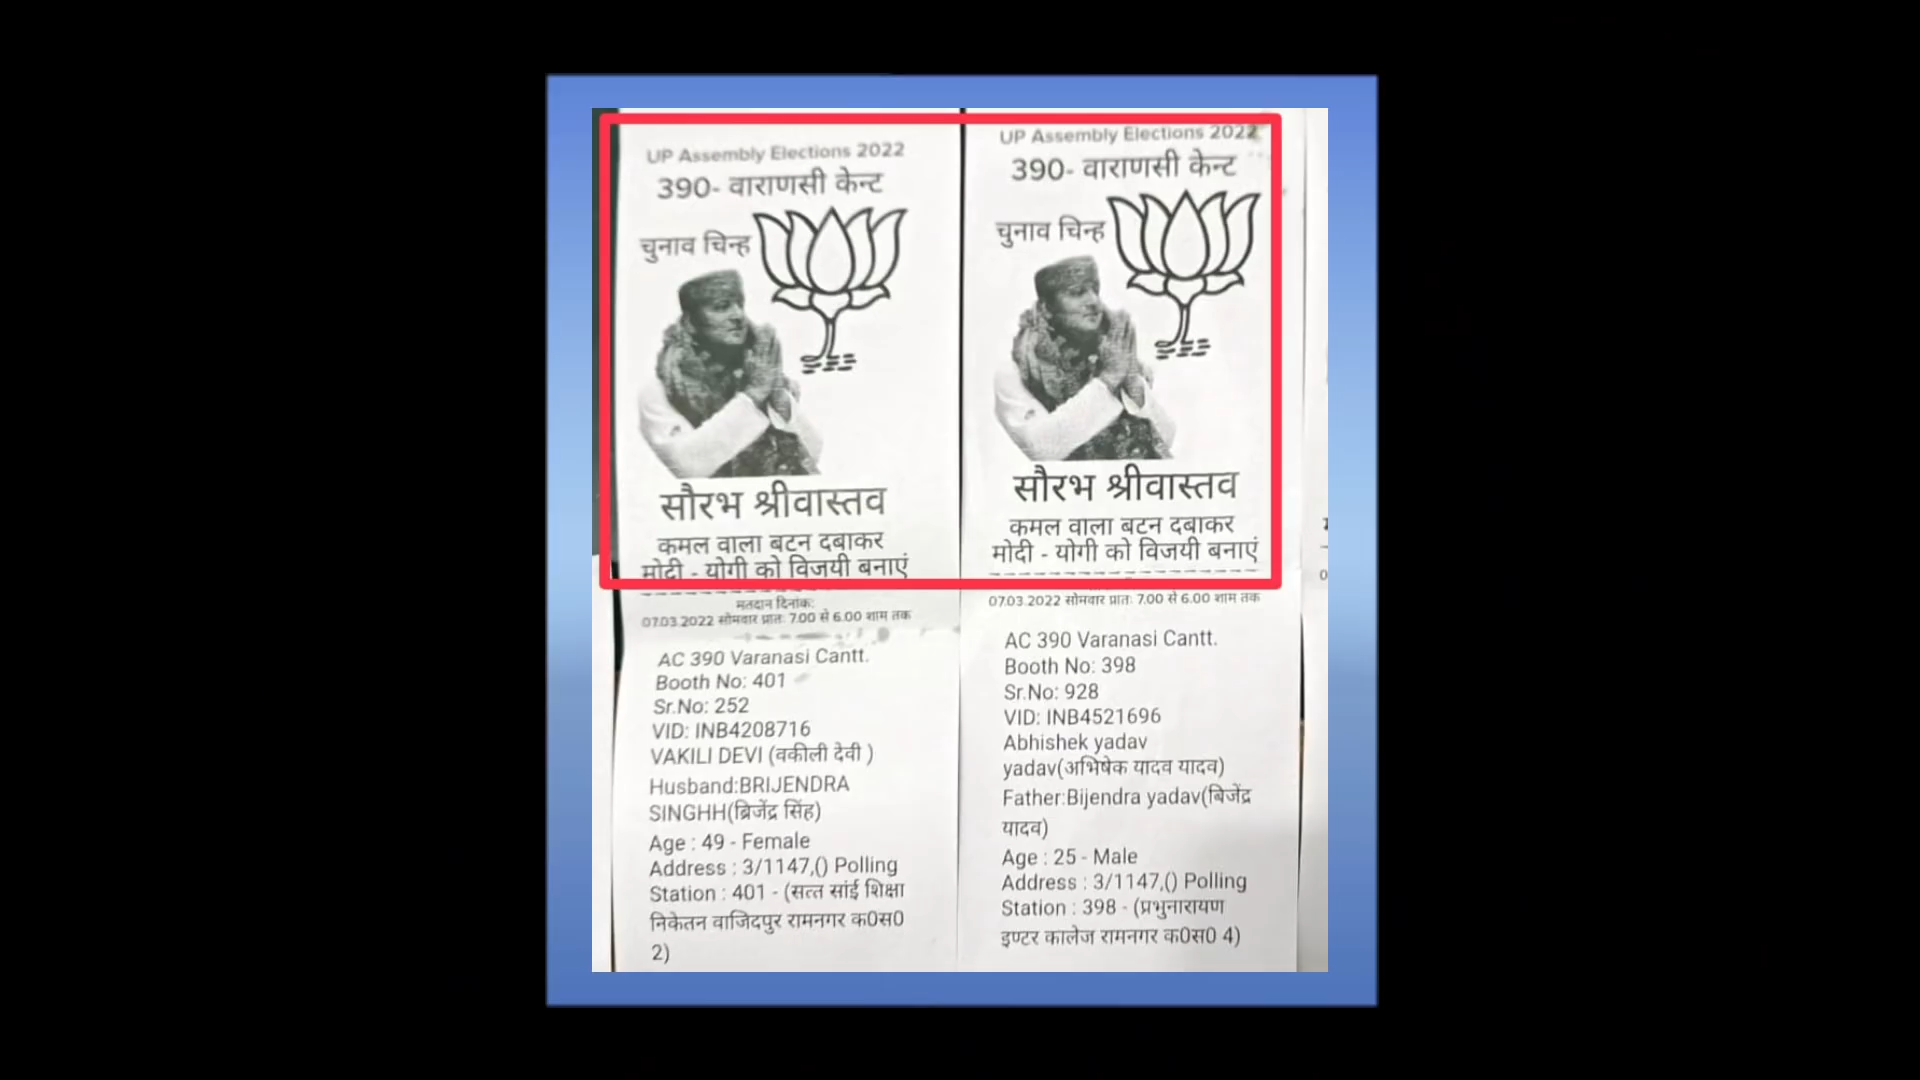 UP Assembly Elections 2022
390- वाराणसी केन्ट
चुनाव चिन्ह
सौरभ श्रीवास्तव
कमल वाला बटन दबाकर
मोदी - योगी को विजयी बनाएं
मतदान दिनांक:
07.03.2022 सोमवार प्रातः 7.00 से 6.00 शाम तक
AC 390 Varanasi Cantt.
Booth No: 401
Sr.No: 252
VID: INB4208716
VAKILI DEVI (वकीली देवी )
Husband:BRIJENDRA
SINGHH(ब्रिजेंद्र सिंह)
Age : 49 - Female
Address : 3/1147,() Polling
Station : 401 - (सत्त सांई शिक्षा
निकेतन वाजिदपुर रामनगर क0स0
2)
UP Assembly Elections 2022
390- वाराणसी केन्ट
चुनाव चिन्ह
सौरभ श्रीवास्तव
कमल वाला बटन दबाकर
मोदी - योगी को विजयी बनाएं
07.03.2022 सोमवार प्रातः 7.00 से 6.00 शाम तक
AC 390 Varanasi Cantt.
Booth No: 398
Sr.No: 928
VID: INB4521696
Abhishek yadav
yadav(अभिषेक यादव यादव)
Father:Bijendra yadav(बिजेंद्र
यादव)
Age : 25 - Male
Address : 3/1147,() Polling
Station : 398 - (प्रभुनारायण
इण्टर कालेज रामनगर क0स0 4)